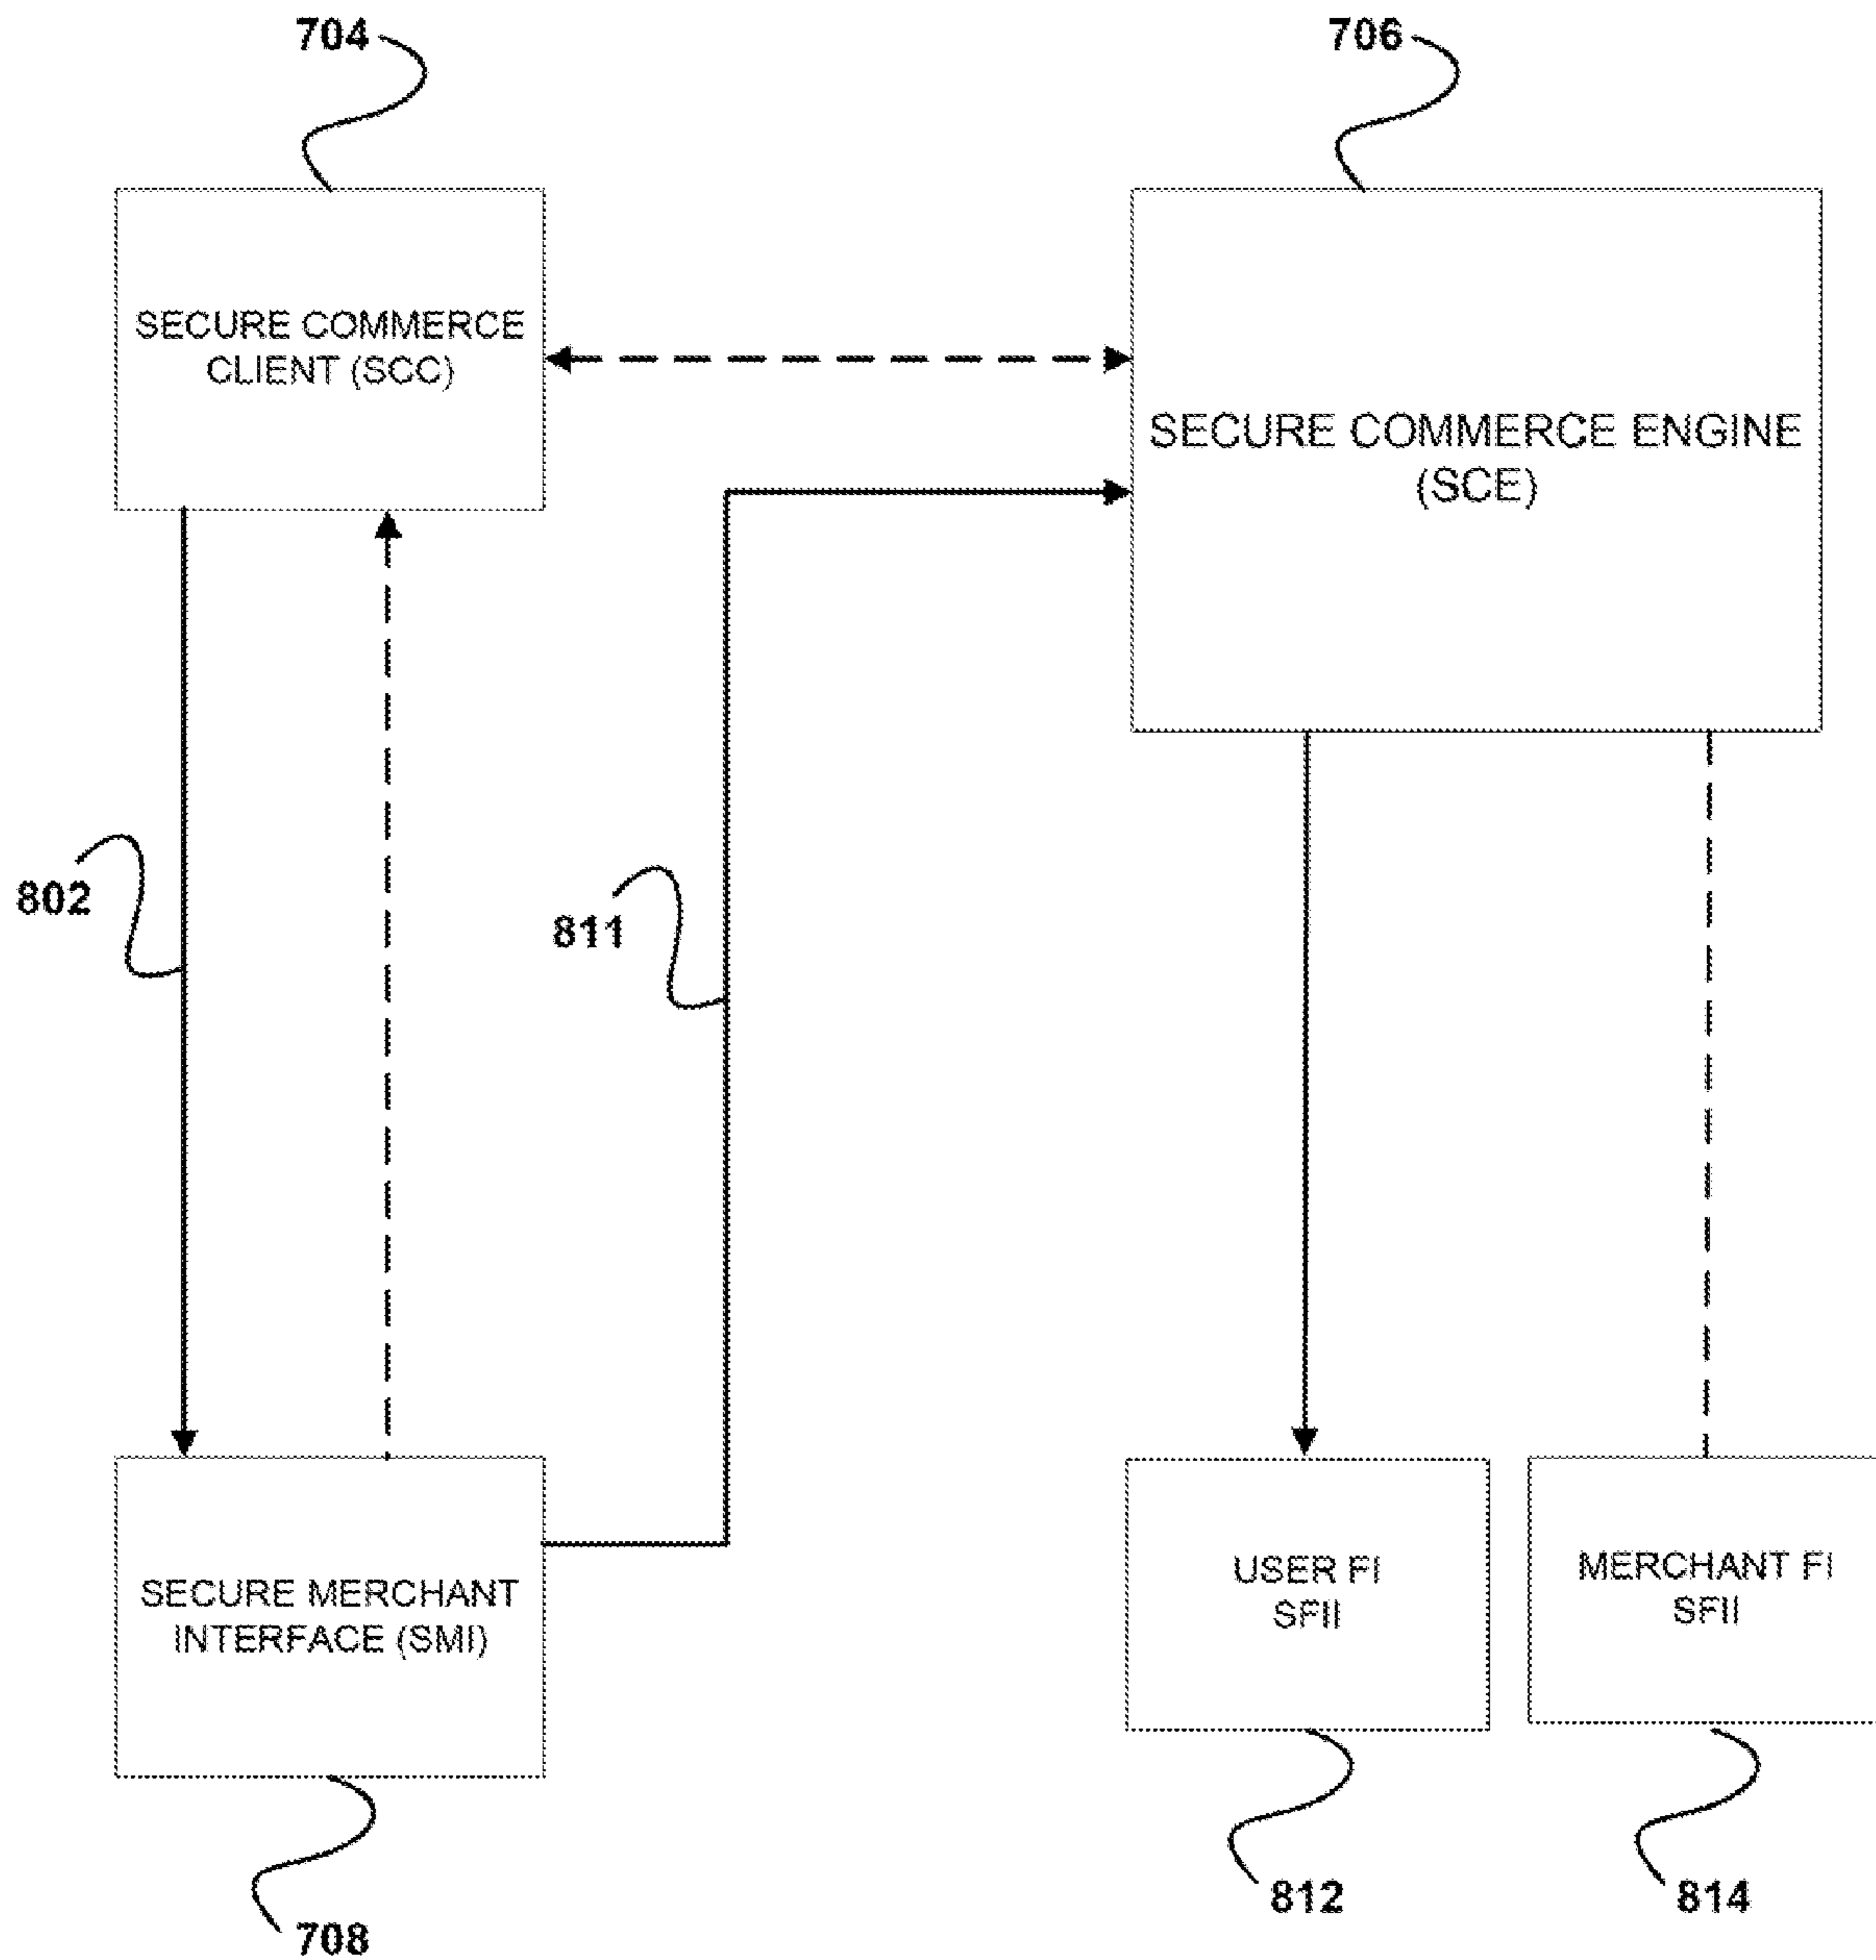 704
706
SECURE COMMERCE
CLIENT (SCC)
SECURE COMMERCE ENGINE
(SCE)
802
811
SECURE MERCHANT
INTERFACE (SMI)
USER FI
SFII
MERCHANT FI
SFII
708
812
814